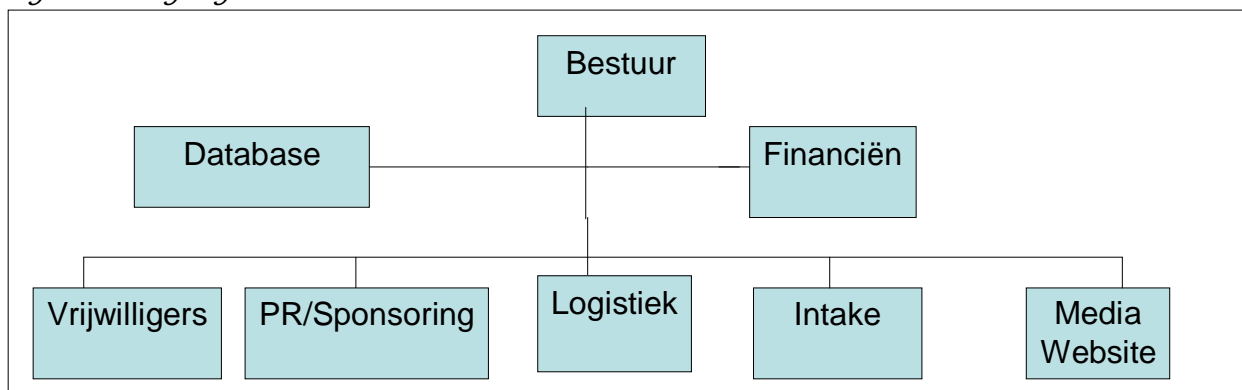 Bestuur
Database
Financiën
Vrijwilligers
PR/Sponsoring
Logistiek
Intake
Media
Website